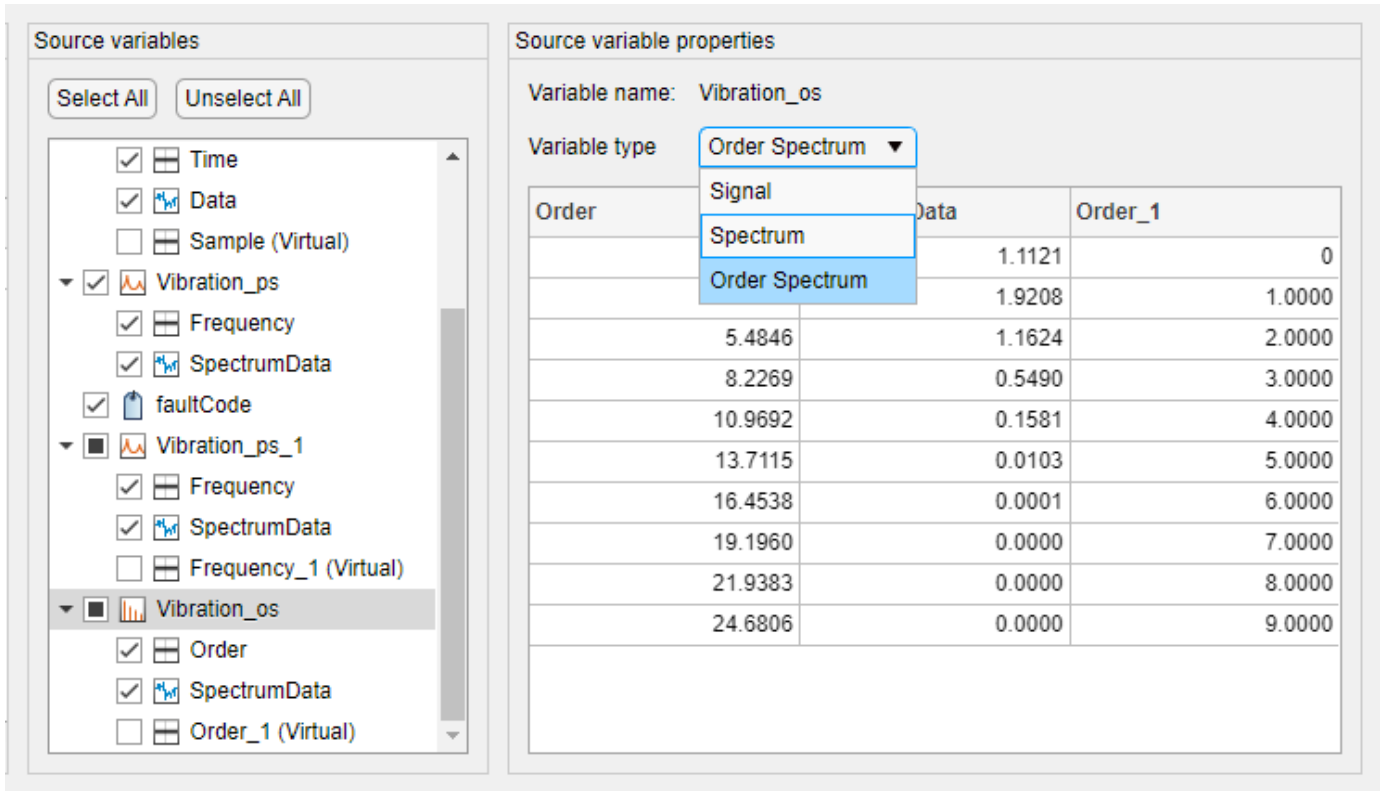 Source variables
Select All Unselect All
Time
Data
Sample (Virtual)
Vibration_ps
Frequency
SpectrumData
faultCode
Vibration_ps_1
Frequency
SpectrumData
Frequency_1 (Virtual)
Vibration_os
Order
SpectrumData
Order_1 (Virtual)
Source variable properties
Variable name: Vibration_os
Variable type Order Spectrum
Signal
Spectrum
Order Spectrum
Order Data Order_1
1.1121 0
1.9208 1.0000
5.4846 1.1624 2.0000
8.2269 0.5490 3.0000
10.9692 0.1581 4.0000
13.7115 0.0103 5.0000
16.4538 0.0001 6.0000
19.1960 0.0000 7.0000
21.9383 0.0000 8.0000
24.6806 0.0000 9.0000